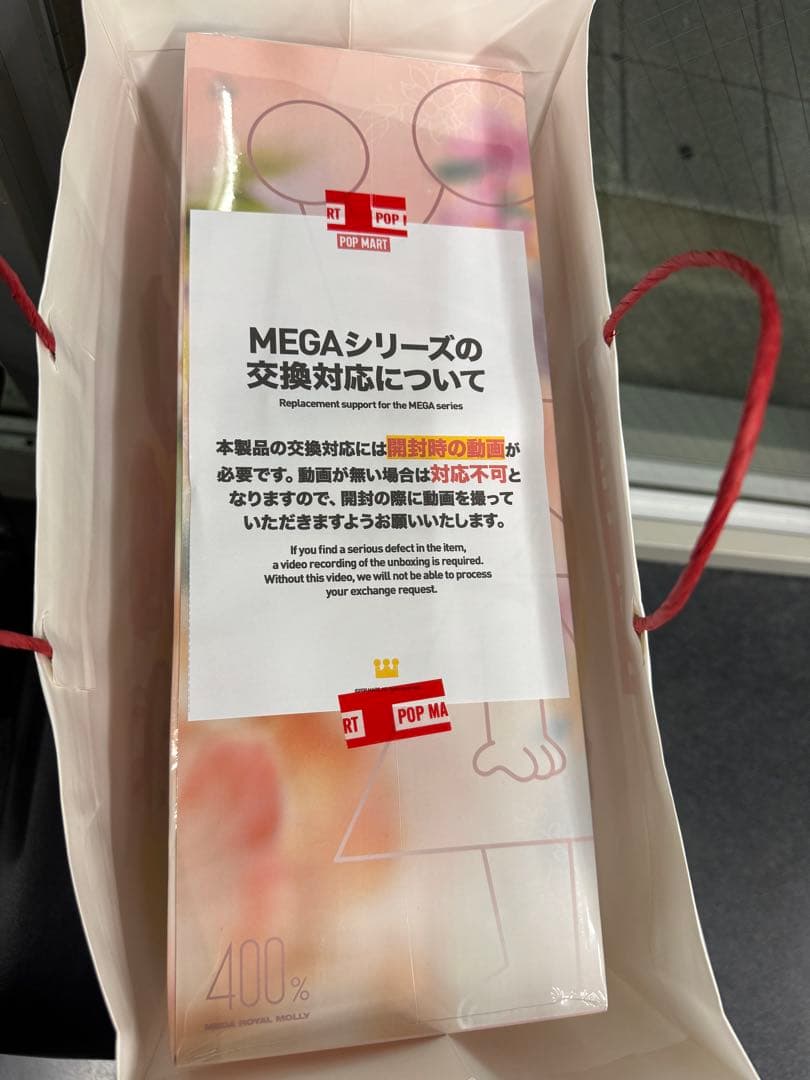 RT POP
POP MART
MEGAシリーズの
交換対応について
Replacement support for the MEGA series
本製品の交換対応には開封時の動画が
必要です。動画が無い場合は対応不可と
なりますので、開封の際に動画を撮って
いただきますようお願いいたします。
If you find a serious defect in the item,
a video recording of the unboxing is required.
Without this video, we will not be able to process
your exchange request.
RT POP MA
400%
MEGA ROYAL MOLLY